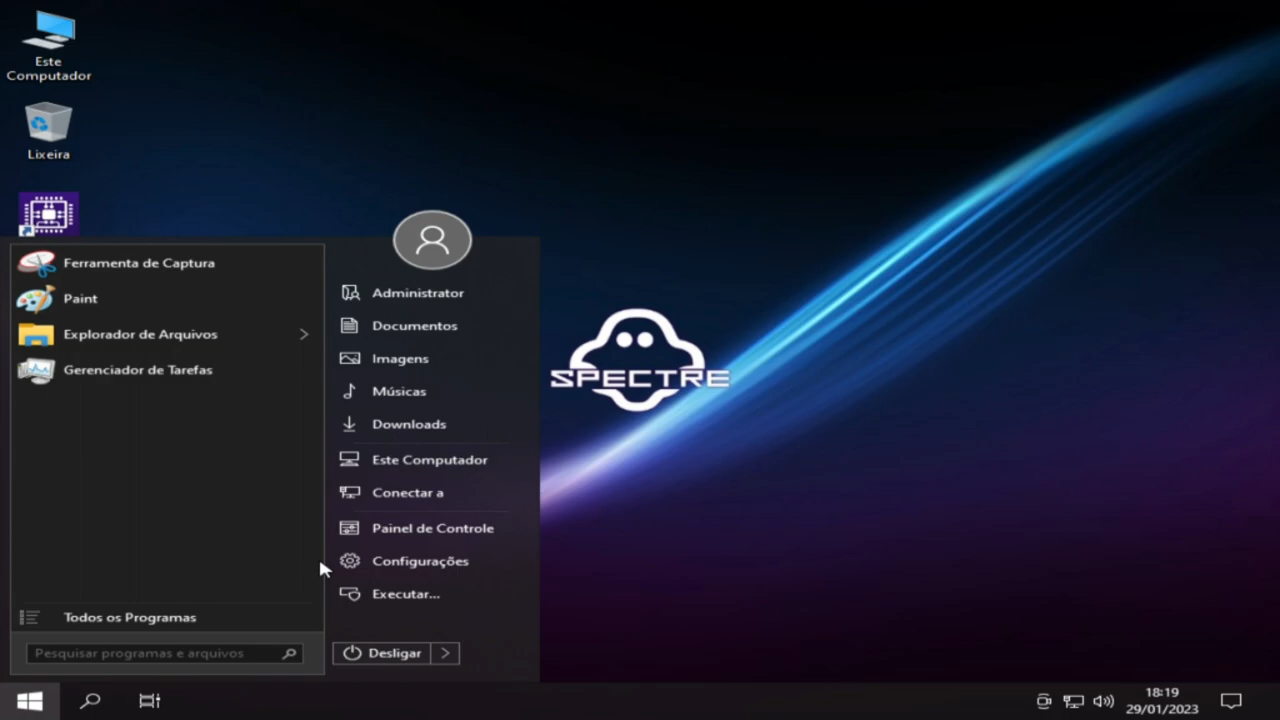 Este
Computador
Lixeira
Ferramenta de Captura
Paint
Explorador de Arquivos
Gerenciador de Tarefas
Todos os Programas
Pesquisar programas e arquivos
Administrator
Documentos
Imagens
Músicas
Downloads
Este Computador
Conectar a
Painel de Controle
Configurações
Executar...
Desligar
SPECTRE
18:19
29/01/2023